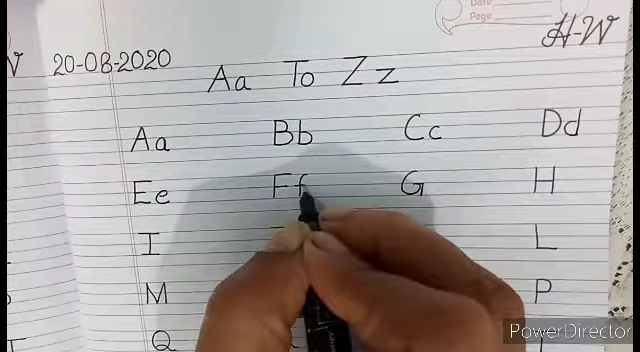 Date
Page
H-W
20-08-2020
Aa To Zz
Aa Bb Cc Dd
Ee Ff G H
I L
M P
Q
PowerDirector